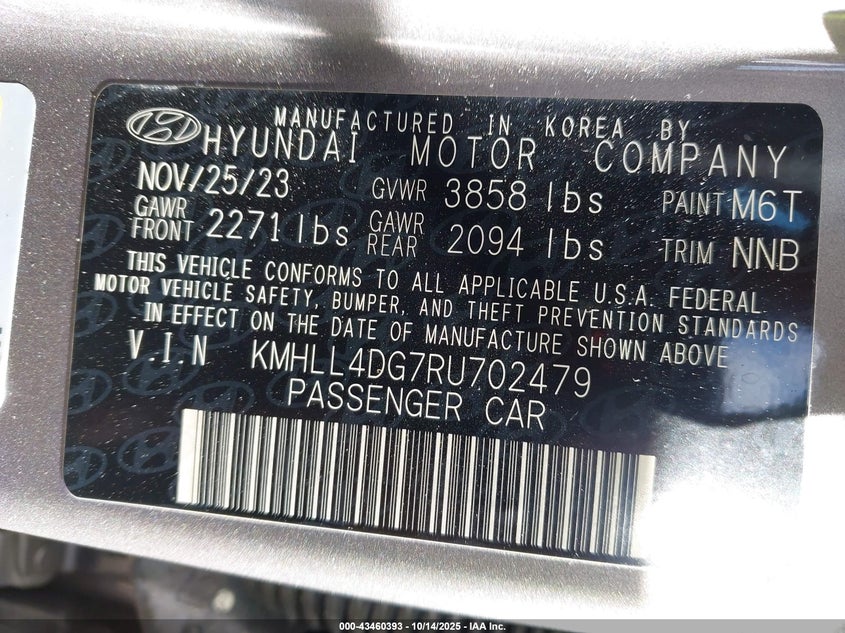 MANUFACTURED IN KOREA BY
HYUNDAI MOTOR COMPANY
NOV/25/23 GVWR 3858 lbs PAINT M6T
GAWR FRONT 2271 lbs GAWR REAR 2094 lbs TRIM NNB
THIS VEHICLE CONFORMS TO ALL APPLICABLE U.S.A. FEDERAL
MOTOR VEHICLE SAFETY, BUMPER, AND THEFT PREVENTION STANDARDS
IN EFFECT ON THE DATE OF MANUFACTURE SHOWN ABOVE
V.I.N KMHLL4DG7RU702479
PASSENGER CAR
000-43460393 - 10/14/2025 - IAA Inc.